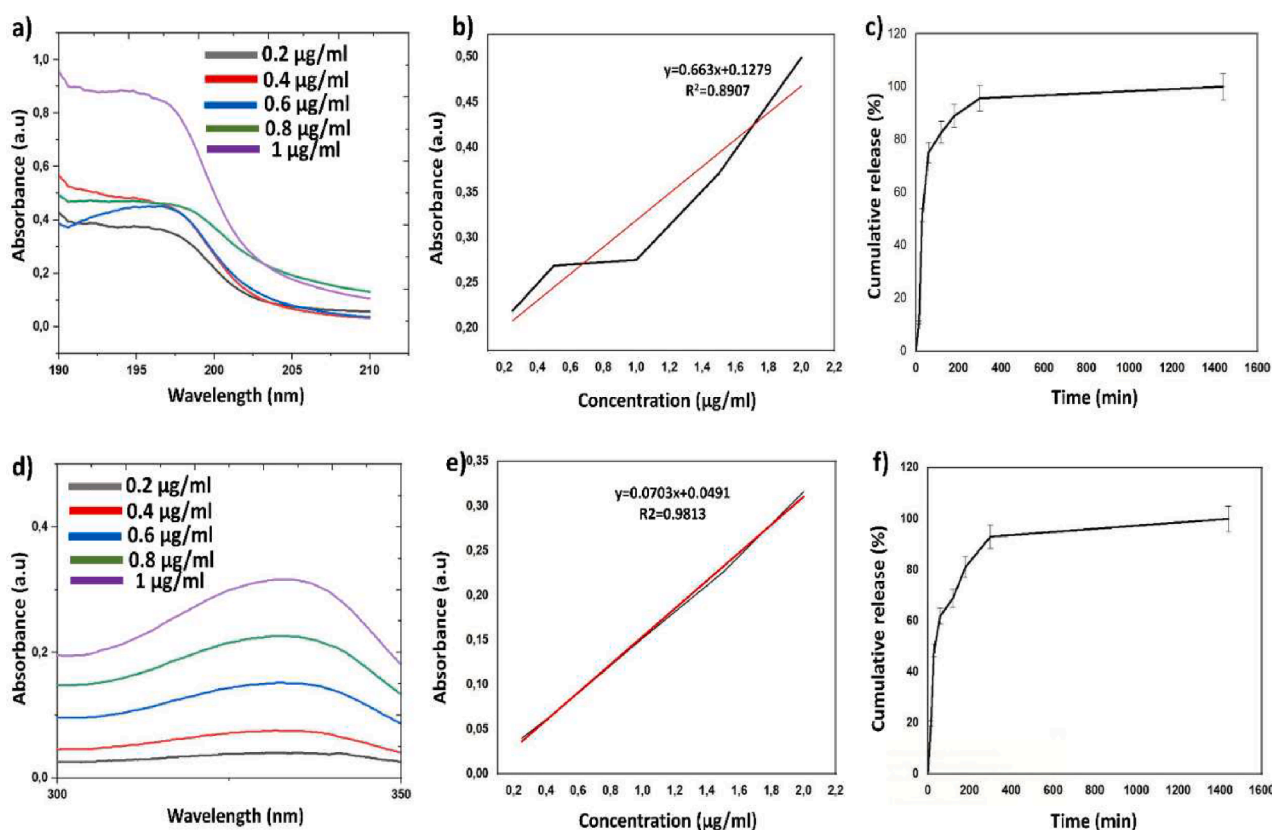 a)
1,0
0,8
0,6
0,4
0,2
0,0
Absorbance (a.u)
190 195 200 205 210
Wavelength (nm)
0.2 µg/ml
0.4 µg/ml
0.6 µg/ml
0.8 µg/ml
1 µg/ml
b)
0,50
0,45
0,40
0,35
0,30
0,25
0,20
Absorbance (a.u)
y=0.663x+0.1279
R²=0.8907
0,2 0,4 0,6 0,8 1,0 1,2 1,4 1,6 1,8 2,0 2,2
Concentration (µg/ml)
c)
120
100
80
60
40
20
0
Cumulative release (%)
0 200 400 600 800 1000 1200 1400 1600
Time (min)
d)
0,4
0,2
0,0
Absorbance (a.u)
300 350
Wavelength (nm)
0.2 µg/ml
0.4 µg/ml
0.6 µg/ml
0.8 µg/ml
1 µg/ml
e)
0,35
0,30
0,25
0,20
0,15
0,10
0,05
0,00
Absorbance (a.u)
y=0.0703x+0.0491
R2=0.9813
0,2 0,4 0,6 0,8 1,0 1,2 1,4 1,6 1,8 2,0 2,2
Concentration (µg/ml)
f)
120
100
80
60
40
20
0
Cumulative release (%)
0 200 400 600 800 1000 1200 1400 1600
Time (min)